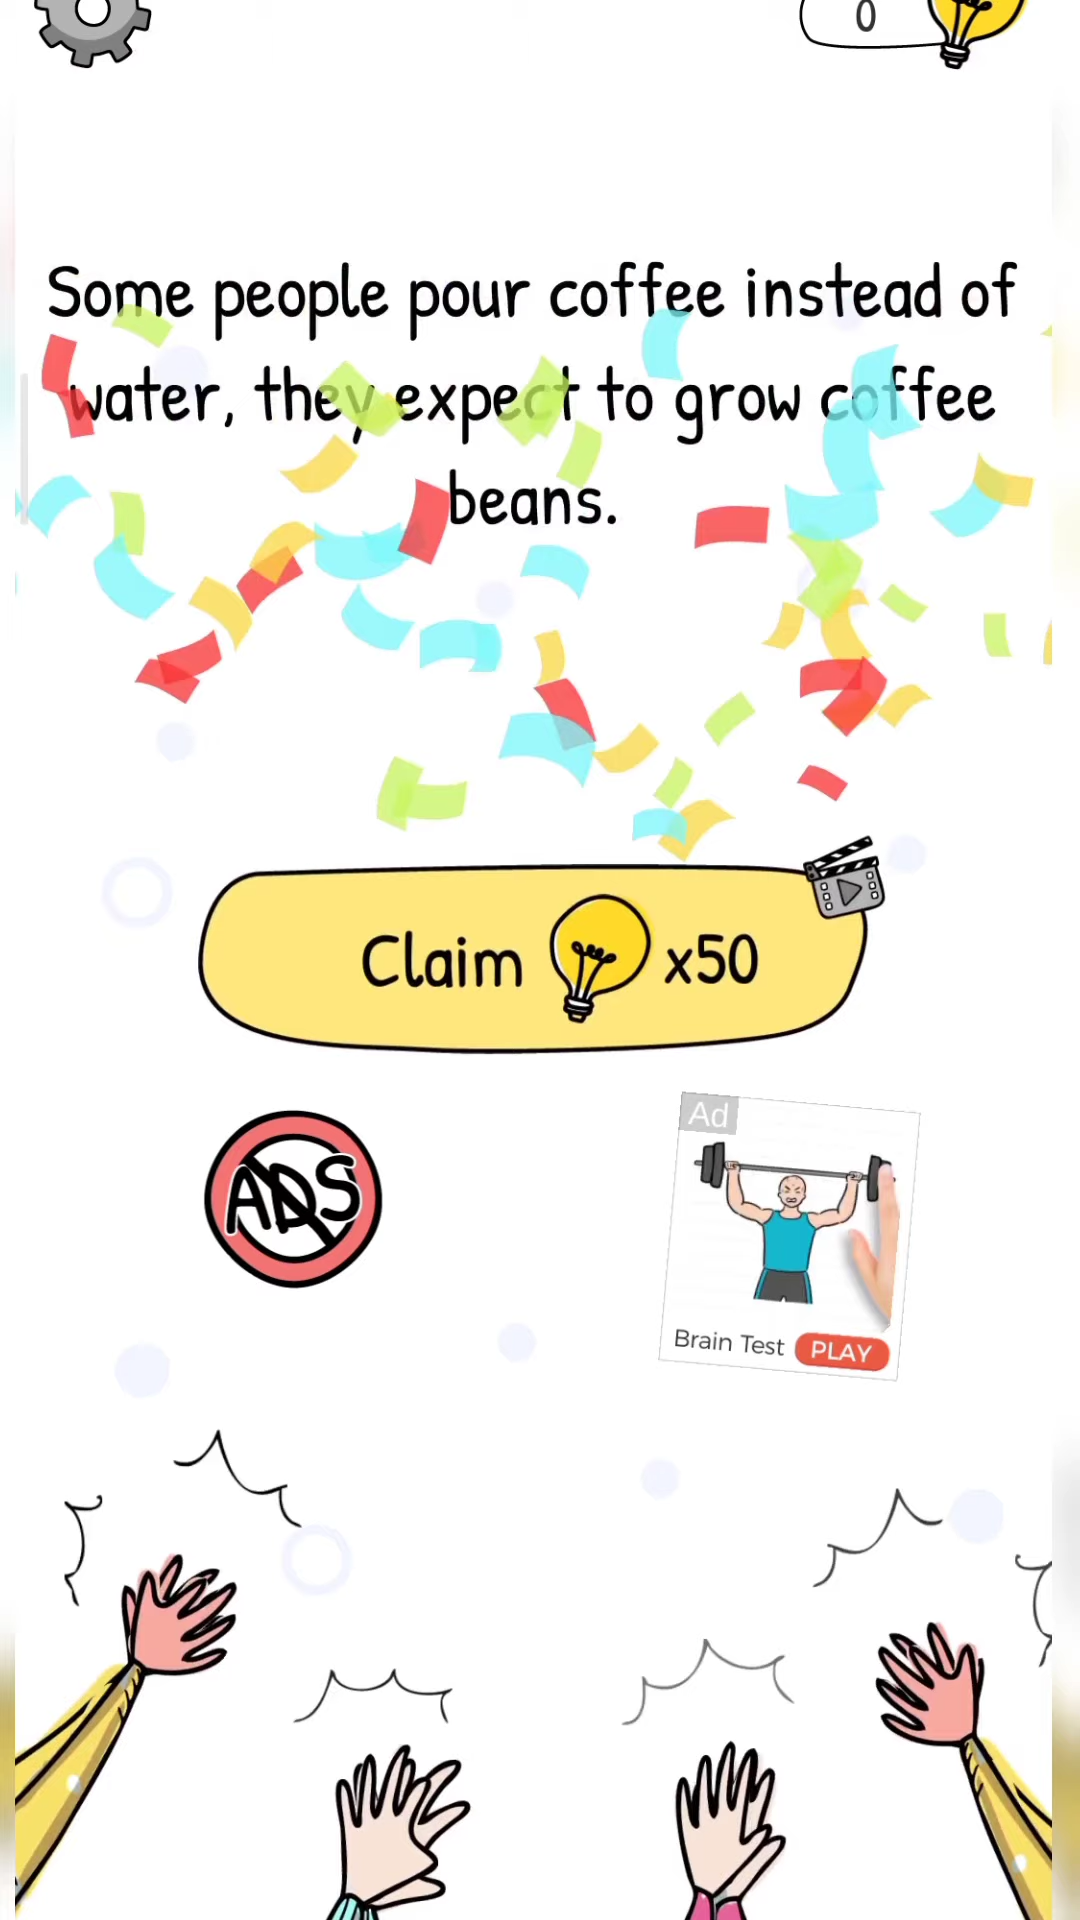 0
Some people pour coffee instead of
water, they expect to grow coffee
beans.
Claim x50
ADS
Ad
Brain Test PLAY